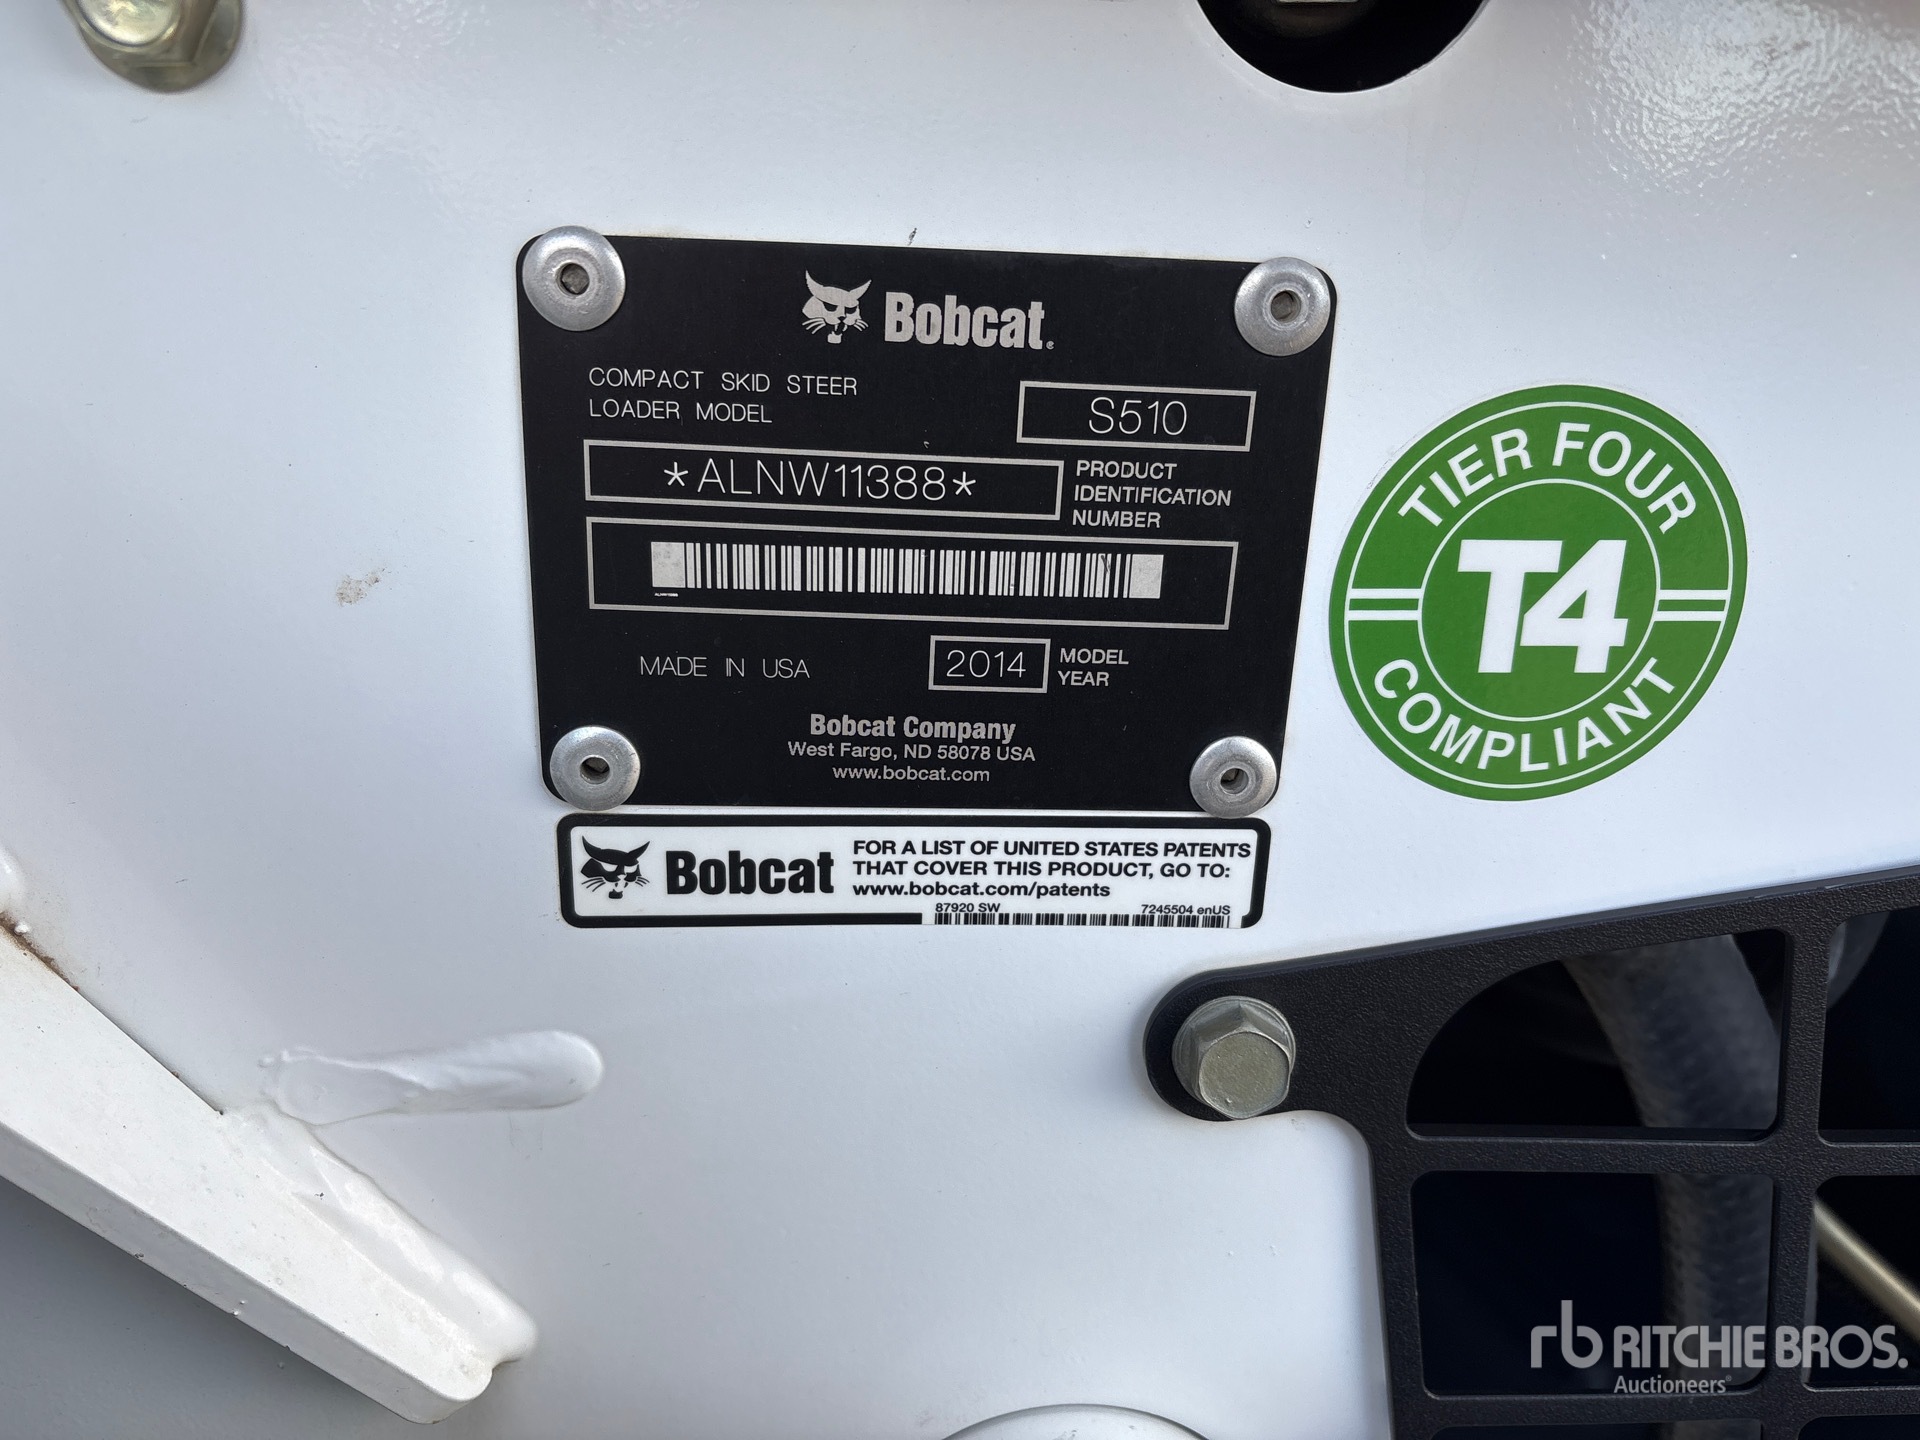 Bobcat®
COMPACT SKID STEER
LOADER MODEL
S510
*ALNW11388*
PRODUCT
IDENTIFICATION
NUMBER
ALNW11388
MADE IN USA
2014
MODEL
YEAR
Bobcat Company
West Fargo, ND 58078 USA
www.bobcat.com
TIER FOUR
T4
COMPLIANT
Bobcat
FOR A LIST OF UNITED STATES PATENTS
THAT COVER THIS PRODUCT, GO TO:
www.bobcat.com/patents
87920 SW
7245504 enUS
rb RITCHIE BROS.
Auctioneers®